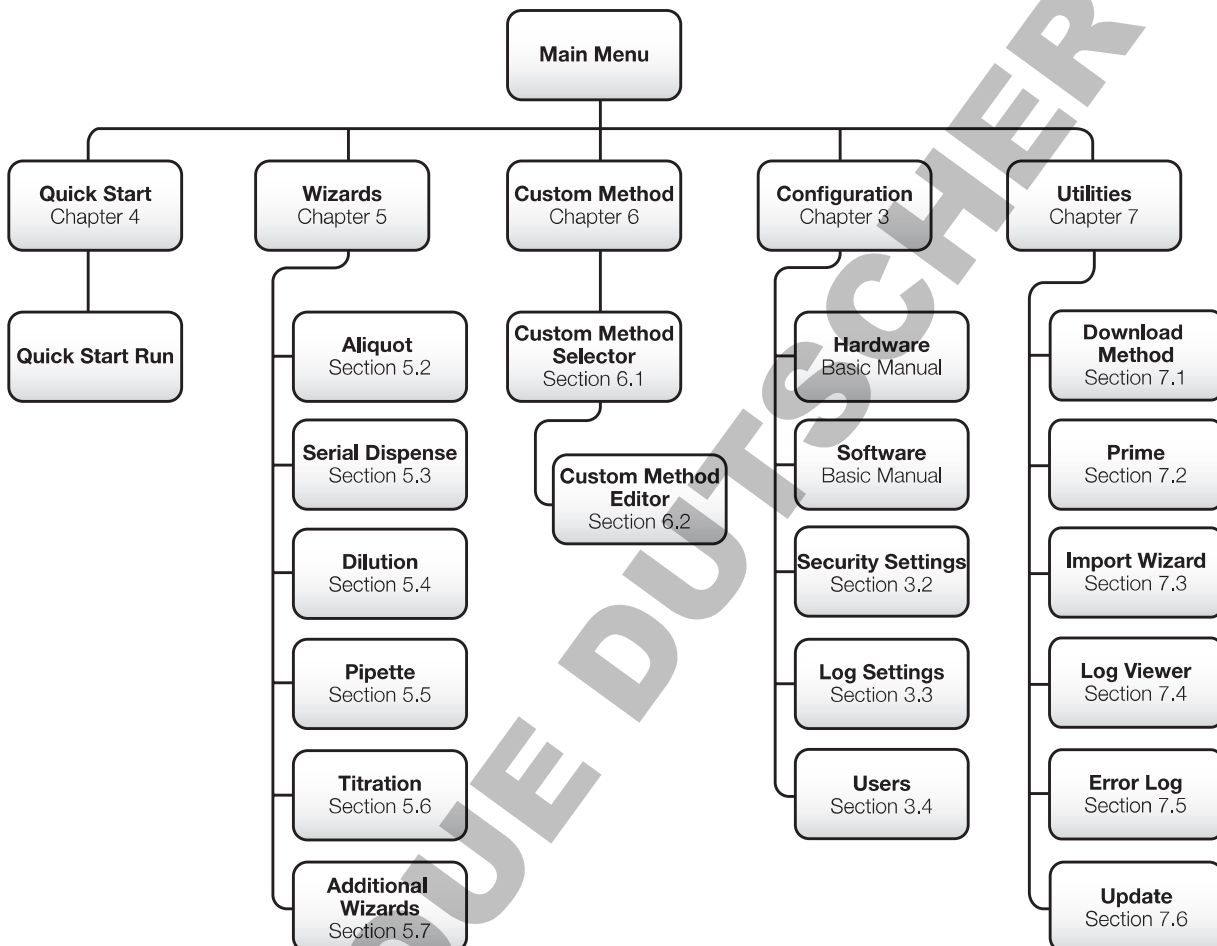 Main Menu
Quick Start
Chapter 4
Wizards
Chapter 5
Custom Method
Chapter 6
Configuration
Chapter 3
Utilities
Chapter 7
Quick Start Run
Aliquot
Section 5.2
Serial Dispense
Section 5.3
Dilution
Section 5.4
Pipette
Section 5.5
Titration
Section 5.6
Additional
Wizards
Section 5.7
Custom Method
Selector
Section 6.1
Custom Method
Editor
Section 6.2
Hardware
Basic Manual
Software
Basic Manual
Security Settings
Section 3.2
Log Settings
Section 3.3
Users
Section 3.4
Download
Method
Section 7.1
Prime
Section 7.2
Import Wizard
Section 7.3
Log Viewer
Section 7.4
Error Log
Section 7.5
Update
Section 7.6
UE DUTSCHER